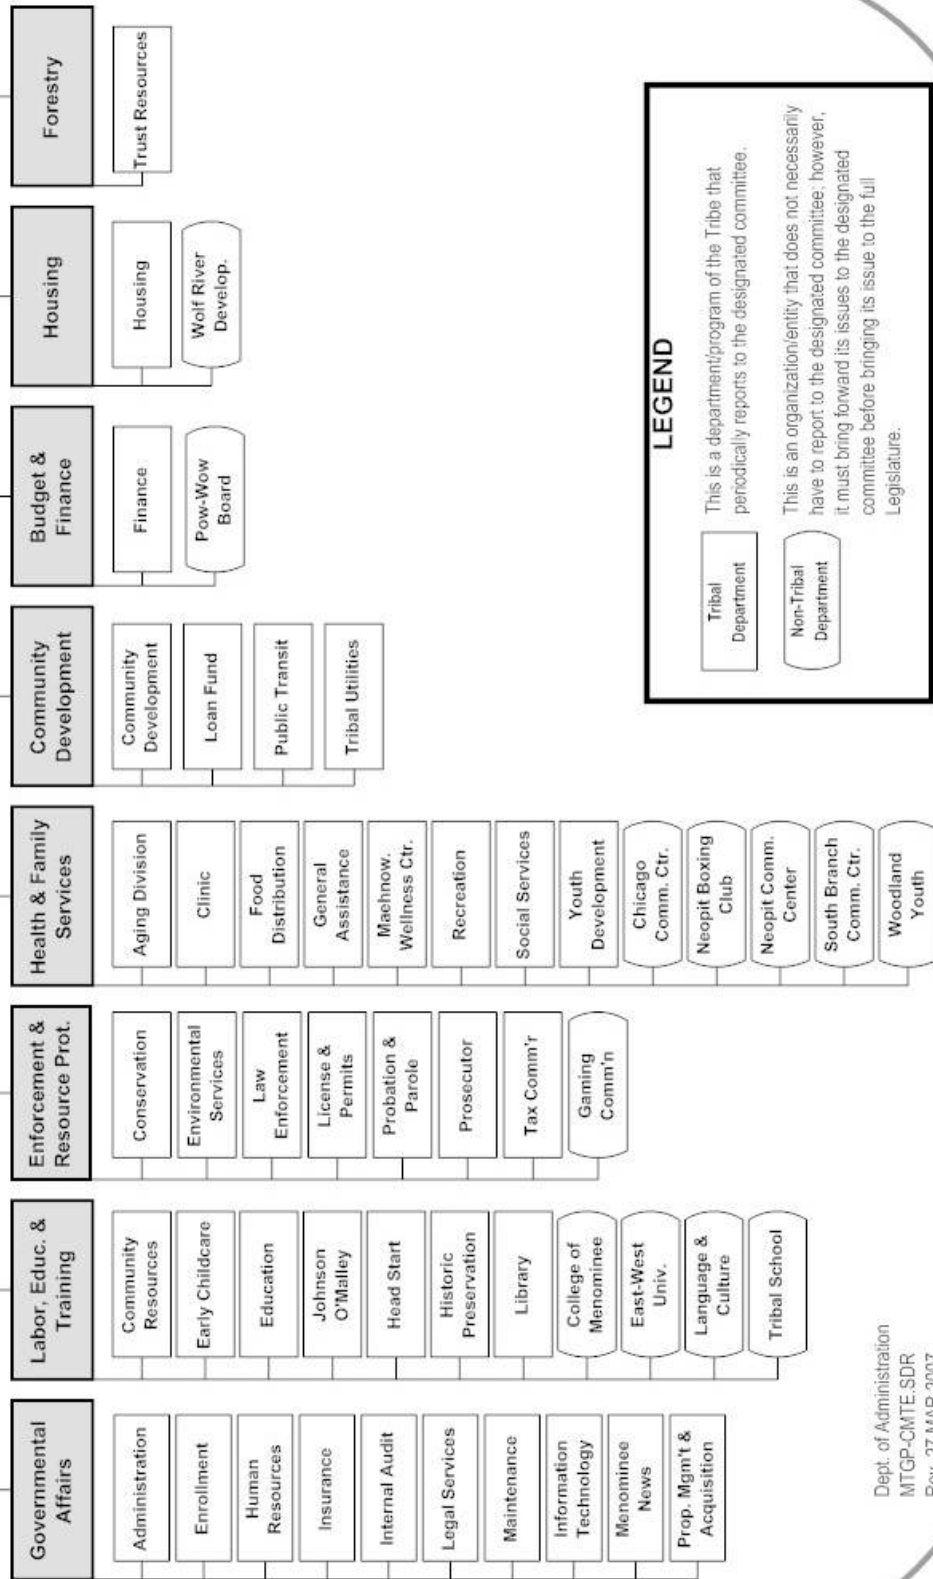 Governmental
Affairs
Administration
Enrollment
Human
Resources
Insurance
Internal Audit
Legal Services
Maintenance
Information
Technology
Menominee
News
Prop. Mgm't &
Acquisition
Labor, Educ. &
Training
Community
Resources
Early Childcare
Education
Johnson
O'Malley
Head Start
Historic
Preservation
Library
College of
Menominee
East-West
Univ.
Language &
Culture
Tribal School
Enforcement &
Resource Prot.
Conservation
Environmental
Services
Law
Enforcement
License &
Permits
Probation &
Parole
Prosecutor
Tax Comm'r
Gaming
Comm'n
Health & Family
Services
Aging Division
Clinic
Food
Distribution
General
Assistance
Maehnow.
Wellness Ctr.
Recreation
Social Services
Youth
Development
Chicago
Comm. Ctr.
Neopit Boxing
Club
Neopit Comm.
Center
South Branch
Comm. Ctr.
Woodland
Youth
Community
Development
Community
Development
Loan Fund
Public Transit
Tribal Utilities
Budget &
Finance
Finance
Pow-Wow
Board
Housing
Housing
Wolf River
Develop.
Forestry
Trust Resources
LEGEND
Tribal
Department
This is a department/program of the Tribe that
periodically reports to the designated committee.
Non-Tribal
Department
This is an organization/entity that does not necessarily
have to report to the designated committee; however,
it must bring forward its issues to the designated
committee before bringing its issue to the full
Legislature.
Dept. of Administration
MTGP-CMTE.SDR
Rev. 27 MAR 2007